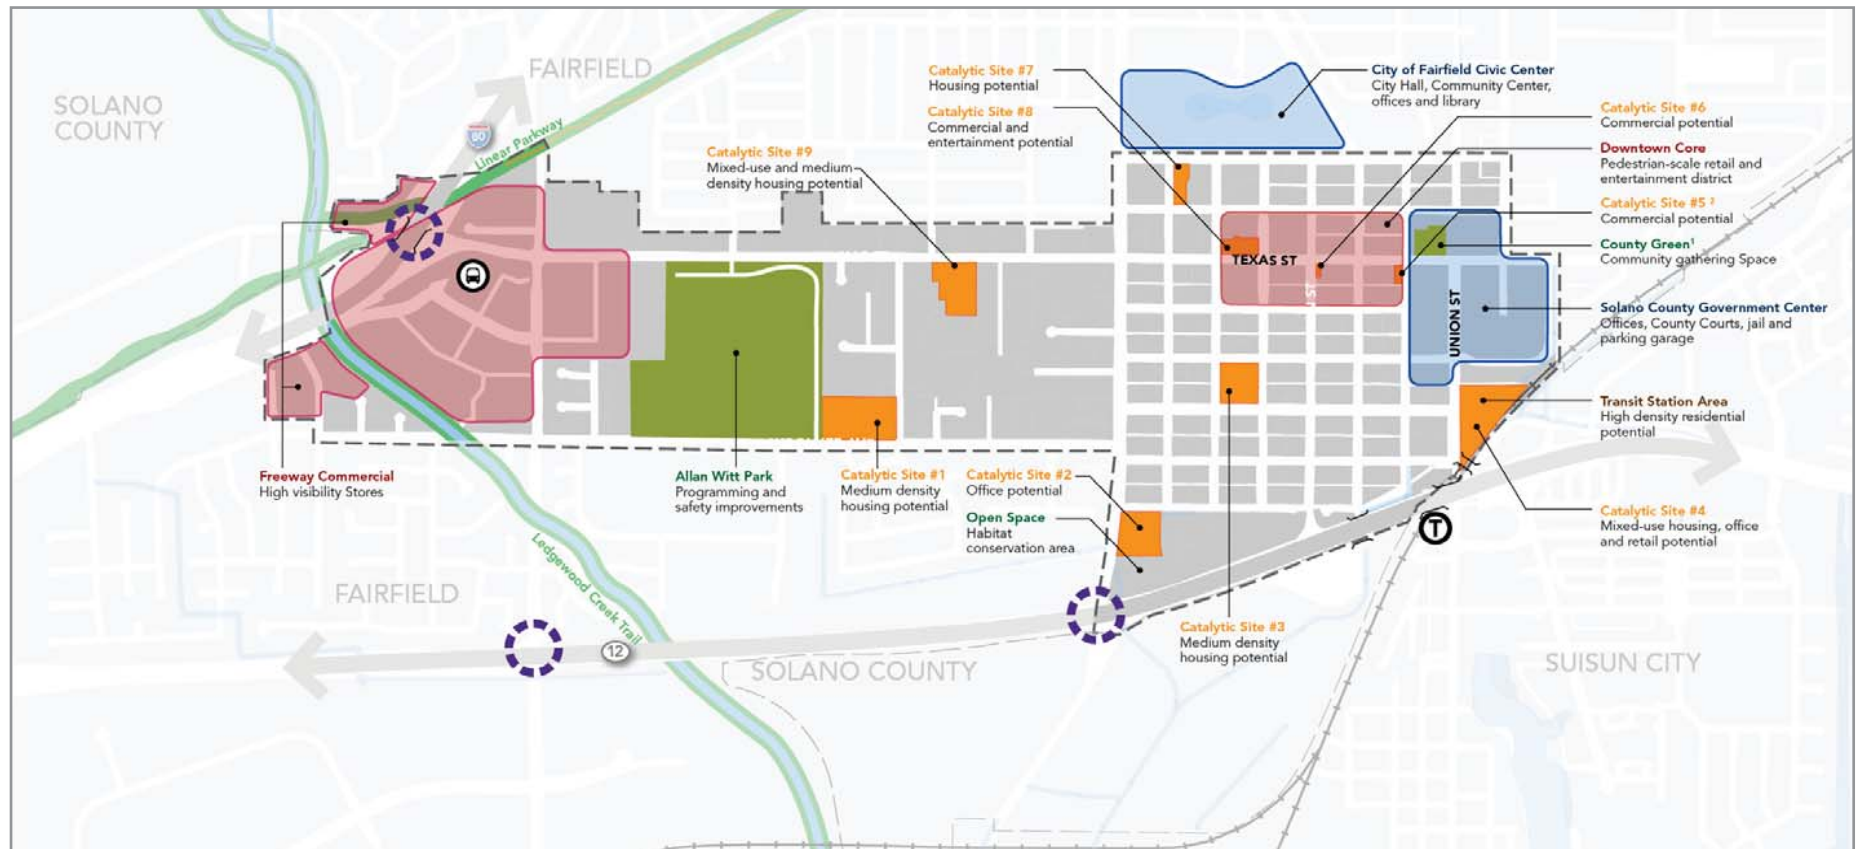 SOLANO
COUNTY
FAIRFIELD
80
Linear Parkway
Catalytic Site #7
Housing potential
Catalytic Site #8
Commercial and
entertainment potential
Catalytic Site #9
Mixed-use and medium
density housing potential
City of Fairfield Civic Center
City Hall, Community Center,
offices and library
Catalytic Site #6
Commercial potential
Downtown Core
Pedestrian-scale retail and
entertainment district
Catalytic Site #5 ²
Commercial potential
County Green¹
Community gathering Space
Solano County Government Center
Offices, County Courts, jail and
parking garage
Transit Station Area
High density residential
potential
Catalytic Site #4
Mixed-use housing, office
and retail potential
TEXAS ST
UNION ST
Freeway Commercial
High visibility Stores
Allan Witt Park
Programming and
safety improvements
Catalytic Site #1
Medium density
housing potential
Catalytic Site #2
Office potential
Open Space
Habitat
conservation area
T
Ledgewood Creek Trail
FAIRFIELD
12
SOLANO COUNTY
Catalytic Site #3
Medium density
housing potential
SUISUN CITY